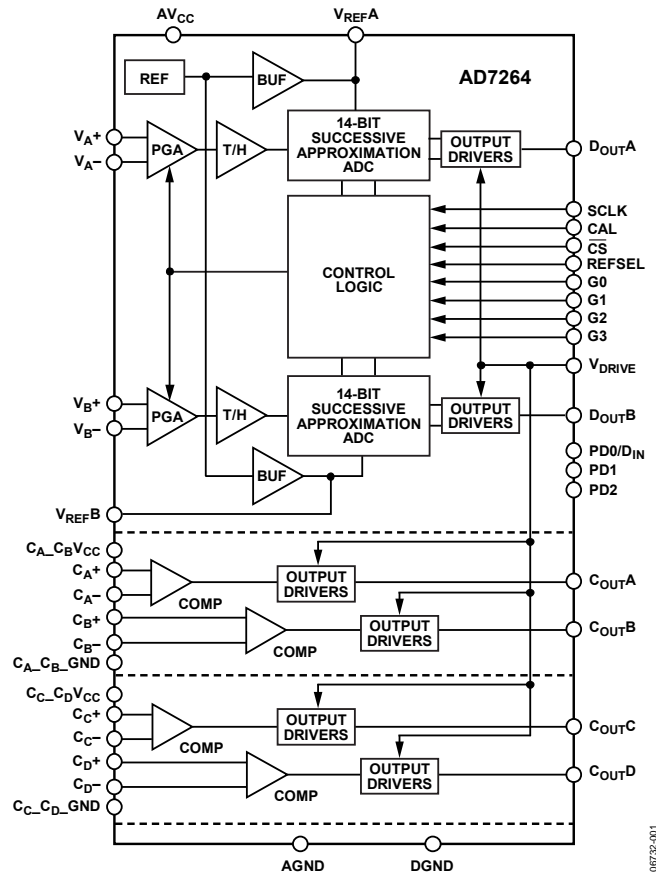 AVCC
VREFA
REF
BUF
AD7264
VA+
VA–
PGA
T/H
14-BIT
SUCCESSIVE
APPROXIMATION
ADC
OUTPUT
DRIVERS
DOUTA
SCLK
CAL
CS
REFSEL
G0
G1
G2
G3
CONTROL
LOGIC
VDRIVE
VB+
VB–
PGA
T/H
14-BIT
SUCCESSIVE
APPROXIMATION
ADC
OUTPUT
DRIVERS
DOUTB
PD0/DIN
PD1
PD2
BUF
VREFB
CA_CBVCC
CA+
CA–
COMP
OUTPUT
DRIVERS
COUTA
CB+
CB–
COMP
OUTPUT
DRIVERS
COUTB
CA_CB_GND
CC_CDVCC
CC+
CC–
COMP
OUTPUT
DRIVERS
COUTC
CD+
CD–
COMP
OUTPUT
DRIVERS
COUTD
CC_CD_GND
AGND
DGND
06732-001